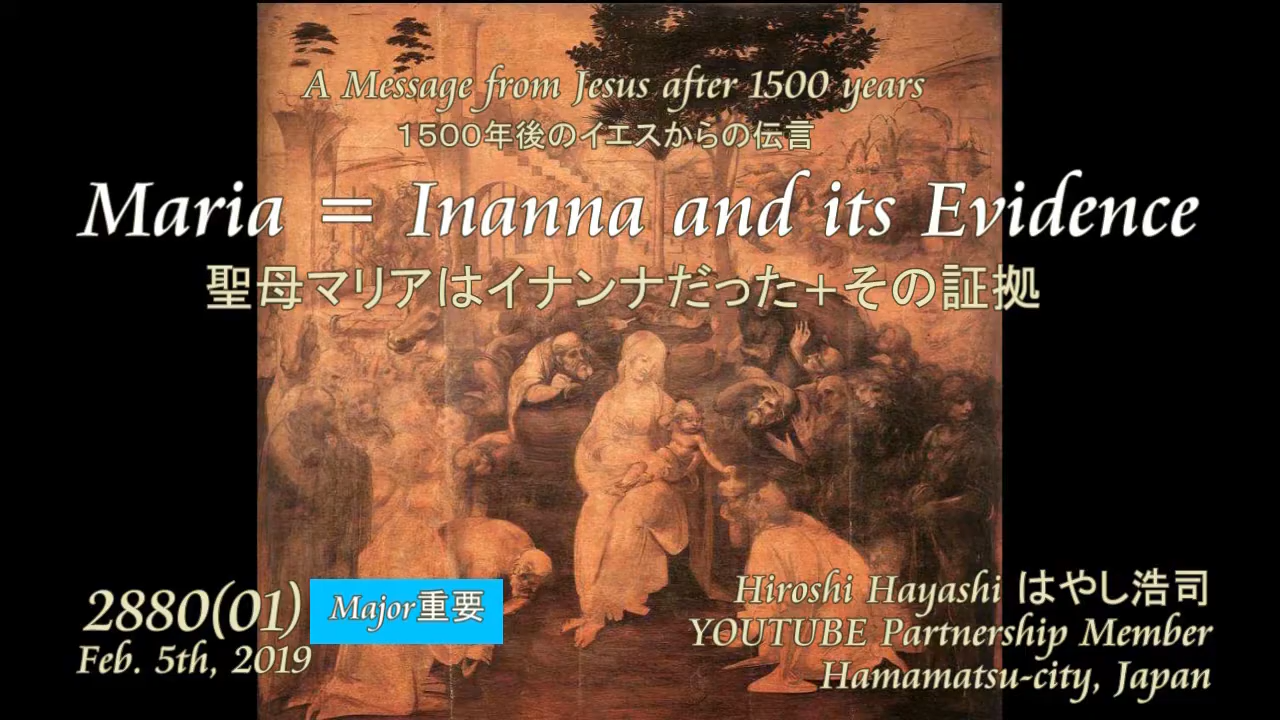 A Message from Jesus after 1500 years
1500年後のイエスからの伝言
Maria = Inanna and its Evidence
聖母マリアはイナンナだった+その証拠
2880(01) Major重要
Feb. 5th, 2019
Hiroshi Hayashi はやし浩司
YOUTUBE Partnership Member
Hamamatsu-city, Japan